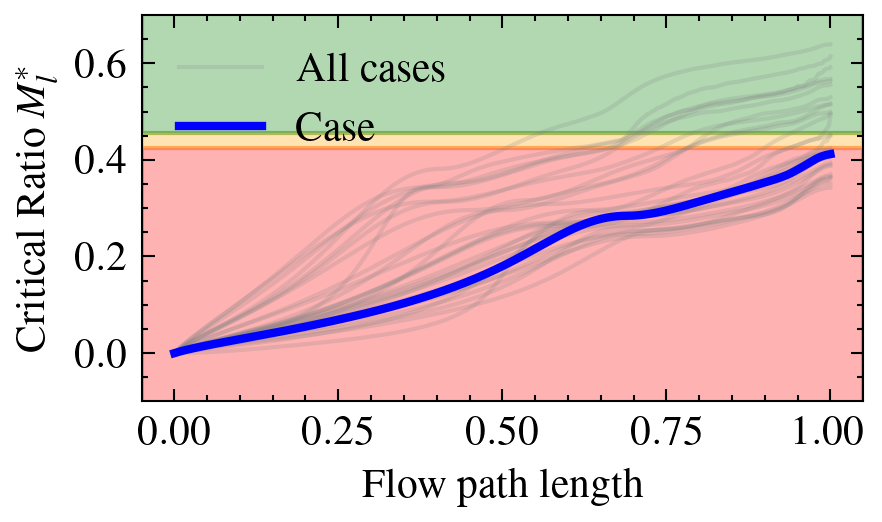 Critical Ratio $M_l^*$
0.6
0.4
0.2
0.0
All cases
Case
0.00 0.25 0.50 0.75 1.00
Flow path length